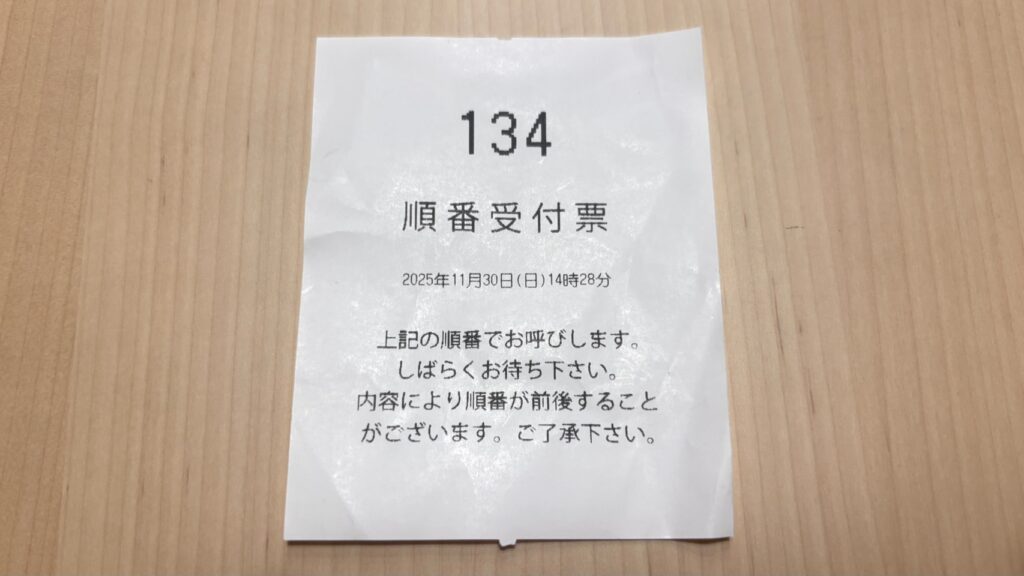 134
順番受付票
2025年11月30日(日)14時28分
上記の順番でお呼びします。
しばらくお待ち下さい。
内容により順番が前後すること
がございます。ご了承下さい。